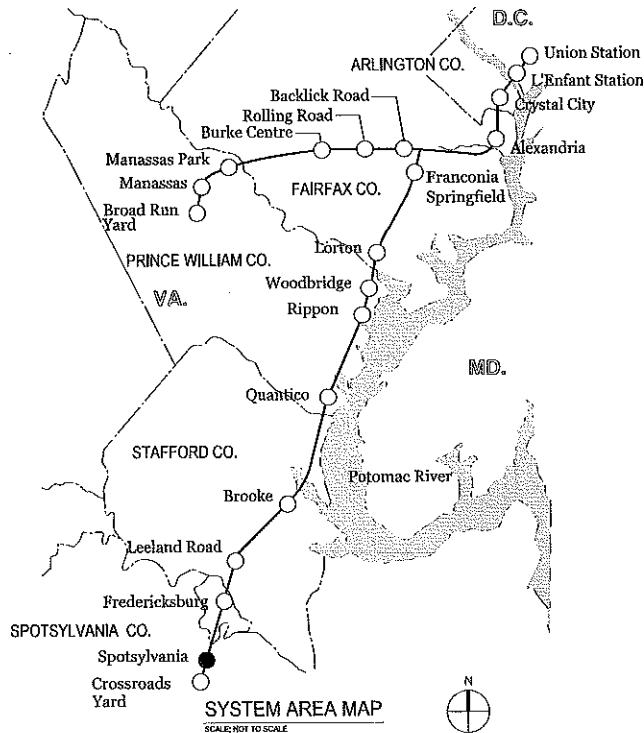 D.C.
Union Station
ARLINGTON CO.
L'Enfant Station
Backlick Road
Crystal City
Rolling Road
Burke Centre
Alexandria
Manassas Park
Franconia
Springfield
Manassas
FAIRFAX CO.
Broad Run
Yard
Lorton
PRINCE WILLIAM CO.
Woodbridge
VA.
Rippon
MD.
Quantico
STAFFORD CO.
Potomac River
Brooke
Leeland Road
Fredericksburg
SPOTSYLVANIA CO.
Spotsylvania
Crossroads
Yard
N
SYSTEM AREA MAP
SCALE: NOT TO SCALE